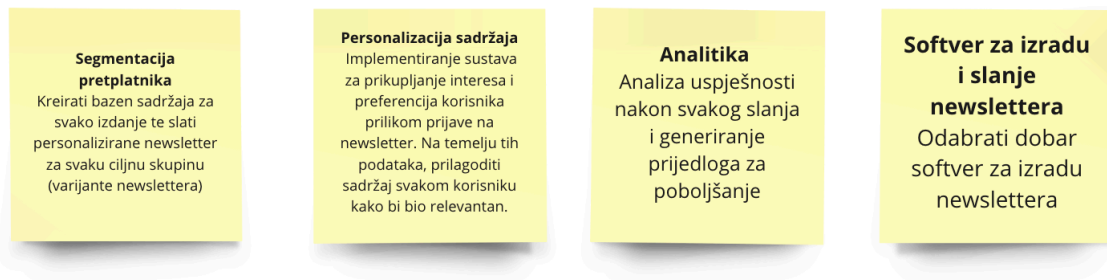 Segmentacija
pretplatnika
Kreirati bazen sadržaja za
svako izdanje te slati
personalizirane newsletter
za svaku ciljnu skupinu
(varijante newslettera)
Personalizacija sadržaja
Implementiranje sustava
za prikupljanje interesa i
preferencija korisnika
prilikom prijave na
newsletter. Na temelju tih
podataka, prilagoditi
sadržaj svakom korisniku
kako bi bio relevantan.
Analitika
Analiza uspješnosti
nakon svakog slanja
i generiranje
prijedloga za
poboljšanje
Softver za izradu
i slanje
newslettera
Odabrati dobar
softver za izradu
newslettera